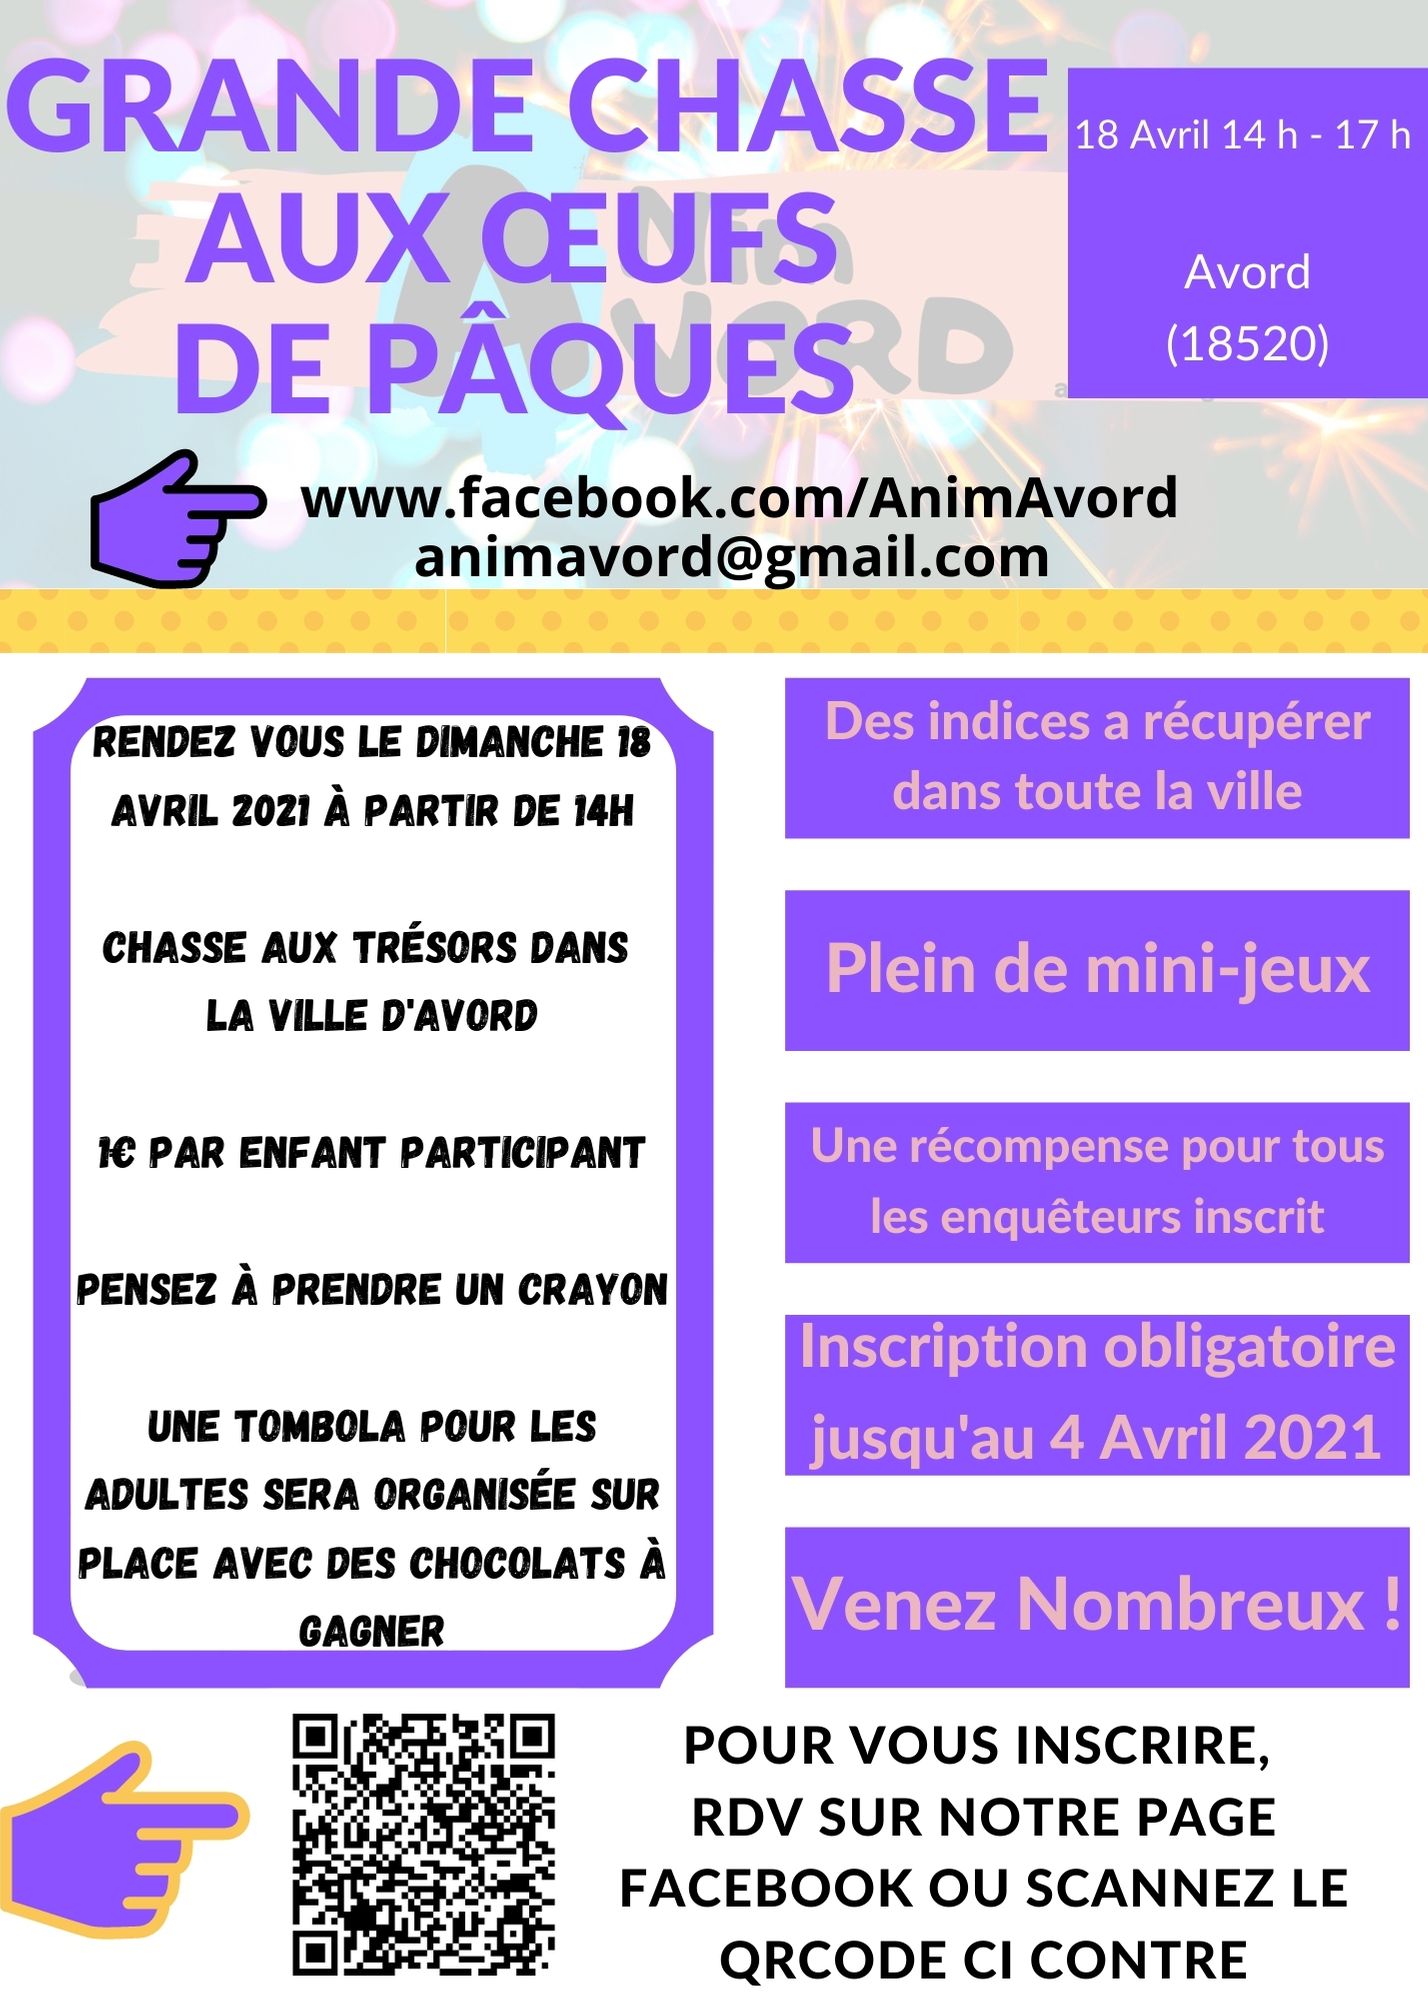 GRANDE CHASSE
AUX ŒUFS
DE PÂQUES
18 Avril 14 h - 17 h
Avord
(18520)
Anim
AVORD
www.facebook.com/AnimAvord
animavord@gmail.com
RENDEZ VOUS LE DIMANCHE 18
AVRIL 2021 À PARTIR DE 14H
CHASSE AUX TRÉSORS DANS
LA VILLE D'AVORD
1€ PAR ENFANT PARTICIPANT
PENSEZ À PRENDRE UN CRAYON
UNE TOMBOLA POUR LES
ADULTES SERA ORGANISÉE SUR
PLACE AVEC DES CHOCOLATS À
GAGNER
Des indices a récupérer
dans toute la ville
Plein de mini-jeux
Une récompense pour tous
les enquêteurs inscrit
Inscription obligatoire
jusqu'au 4 Avril 2021
Venez Nombreux !
POUR VOUS INSCRIRE,
RDV SUR NOTRE PAGE
FACEBOOK OU SCANNEZ LE
QRCODE CI CONTRE